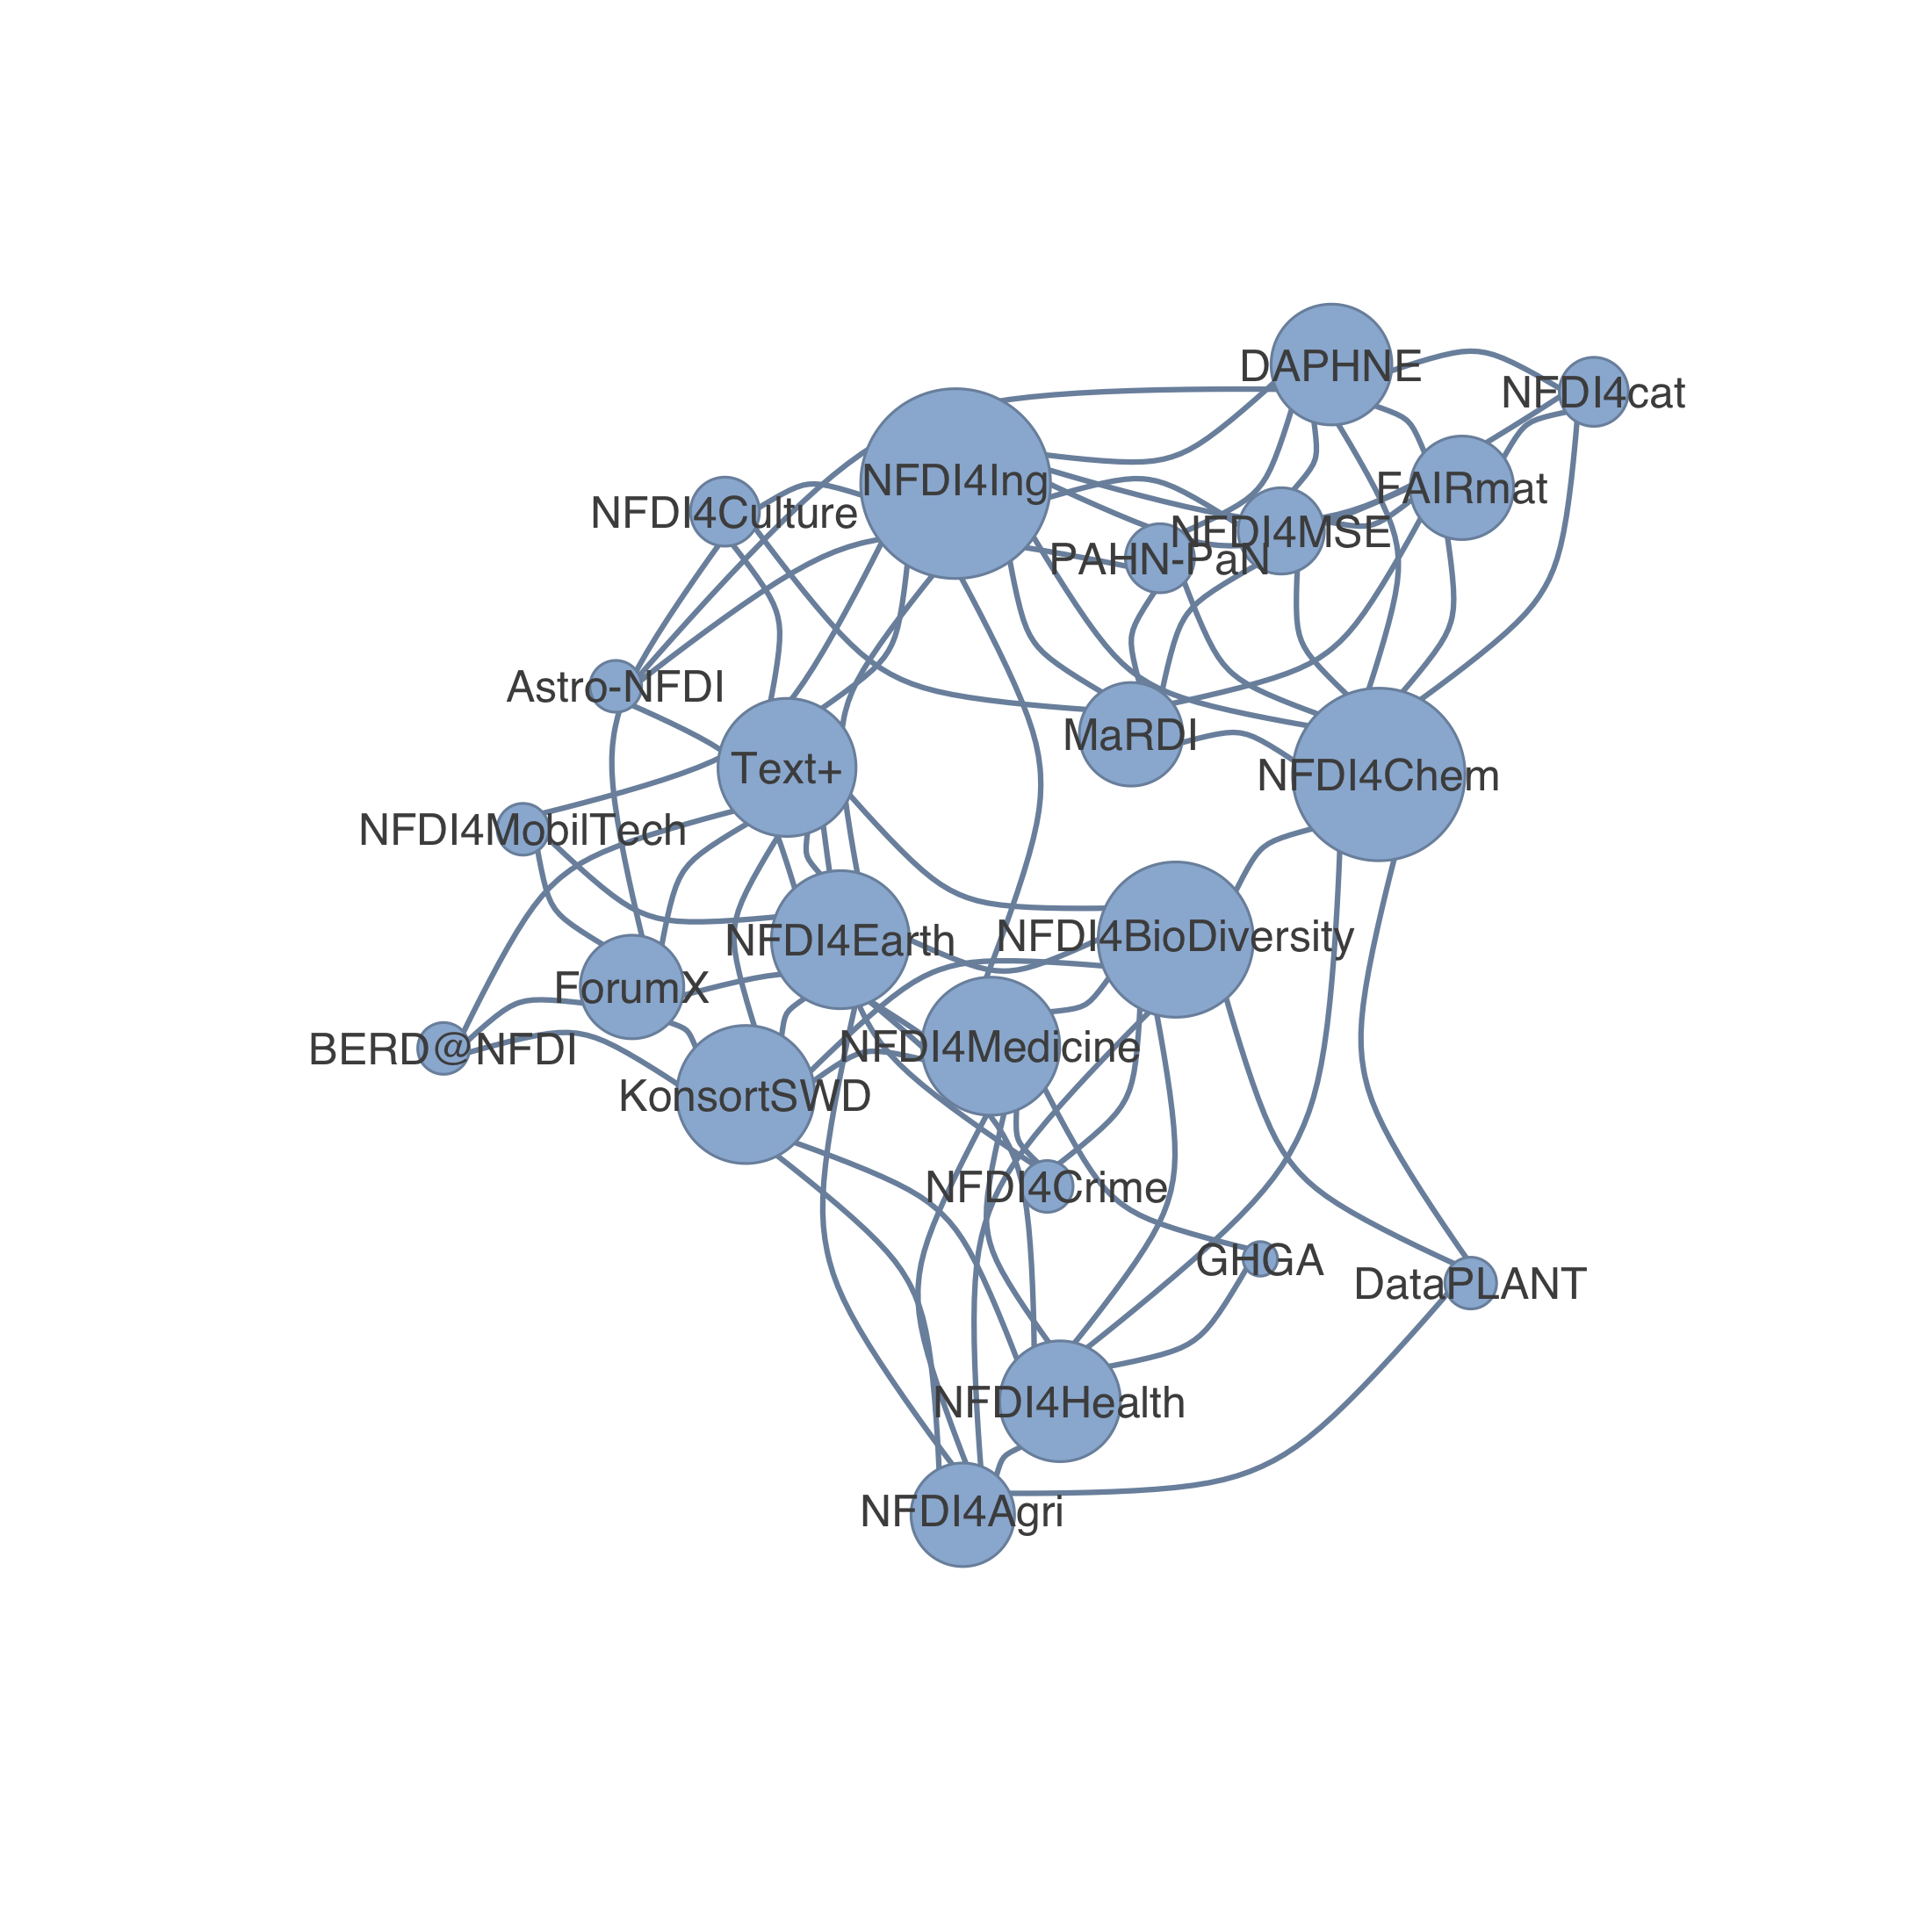 DAPHNE
NFDI4cat
NFDI4Ing
FAIRmat
NFDI4Culture
NFDI4MSE
PAHN-PaN
Astro-NFDI
MaRDI
Text+
NFDI4Chem
NFDI4MobilTech
NFDI4Earth
NFDI4BioDiversity
ForumX
BERD@NFDI
NFDI4Medicine
KonsortSWD
NFDI4Crime
GHGA
DataPLANT
NFDI4Health
NFDI4Agri